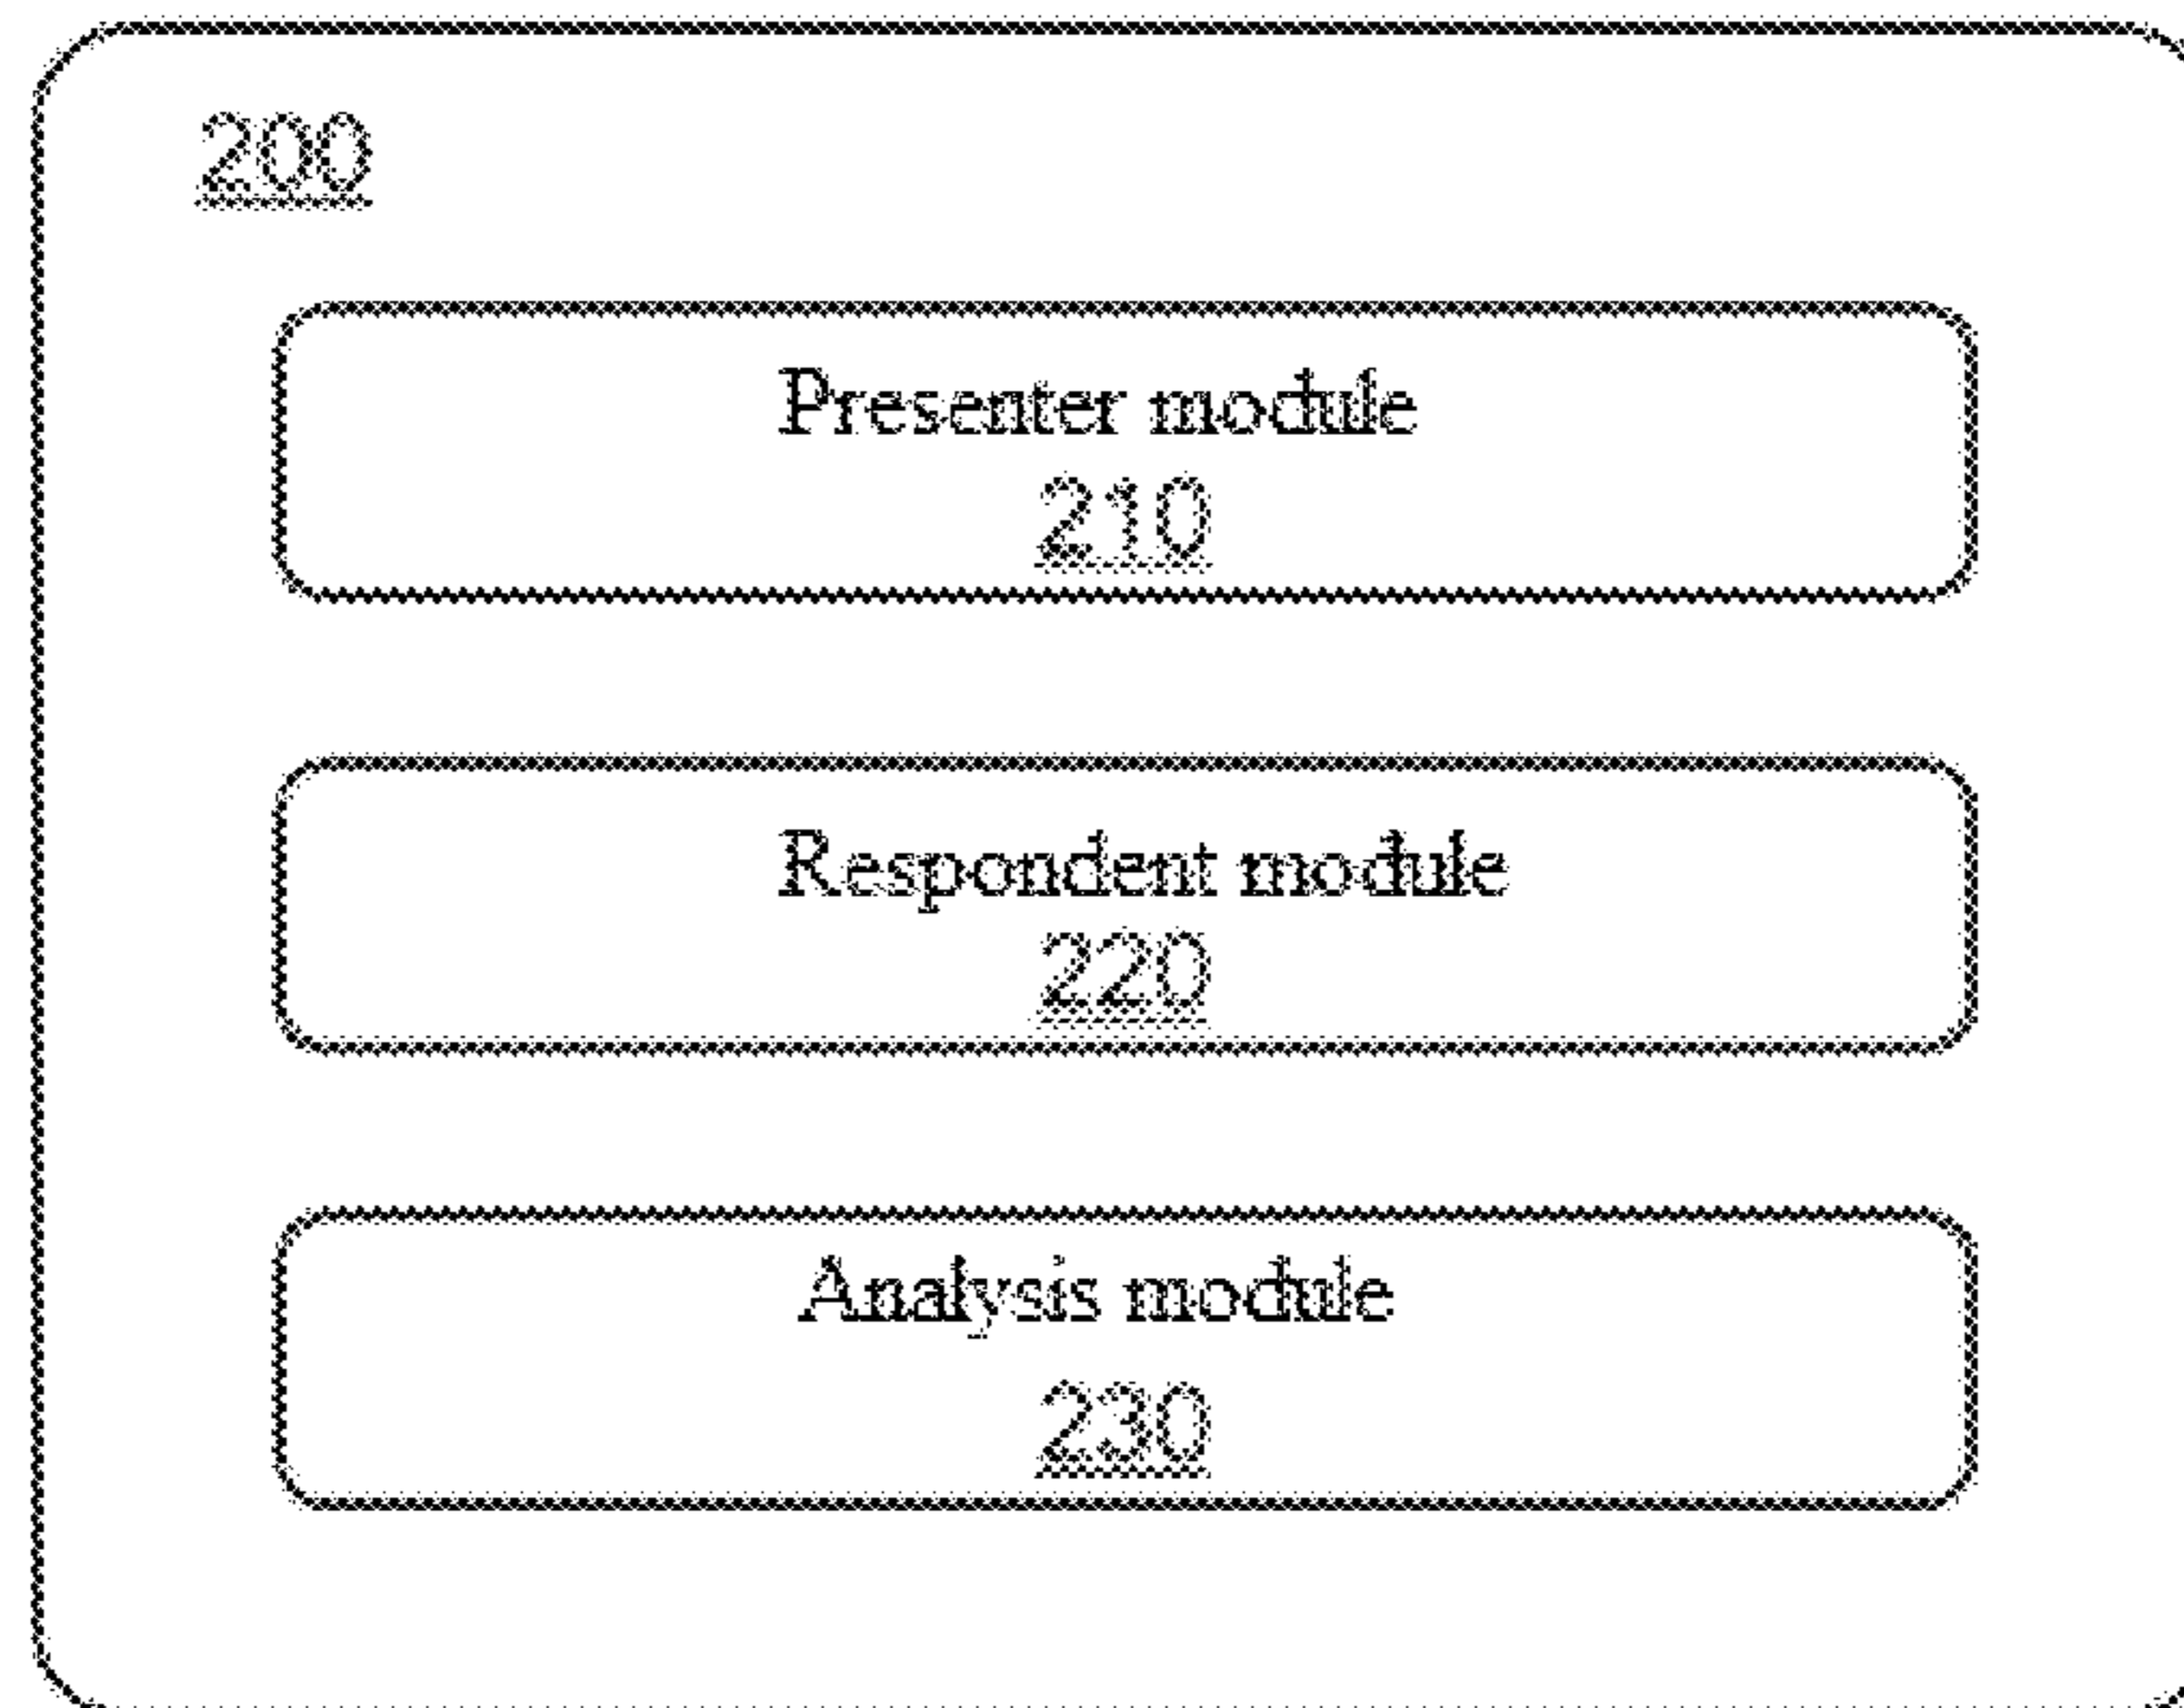 200
Presenter module
210
Respondent module
220
Analysis module
230